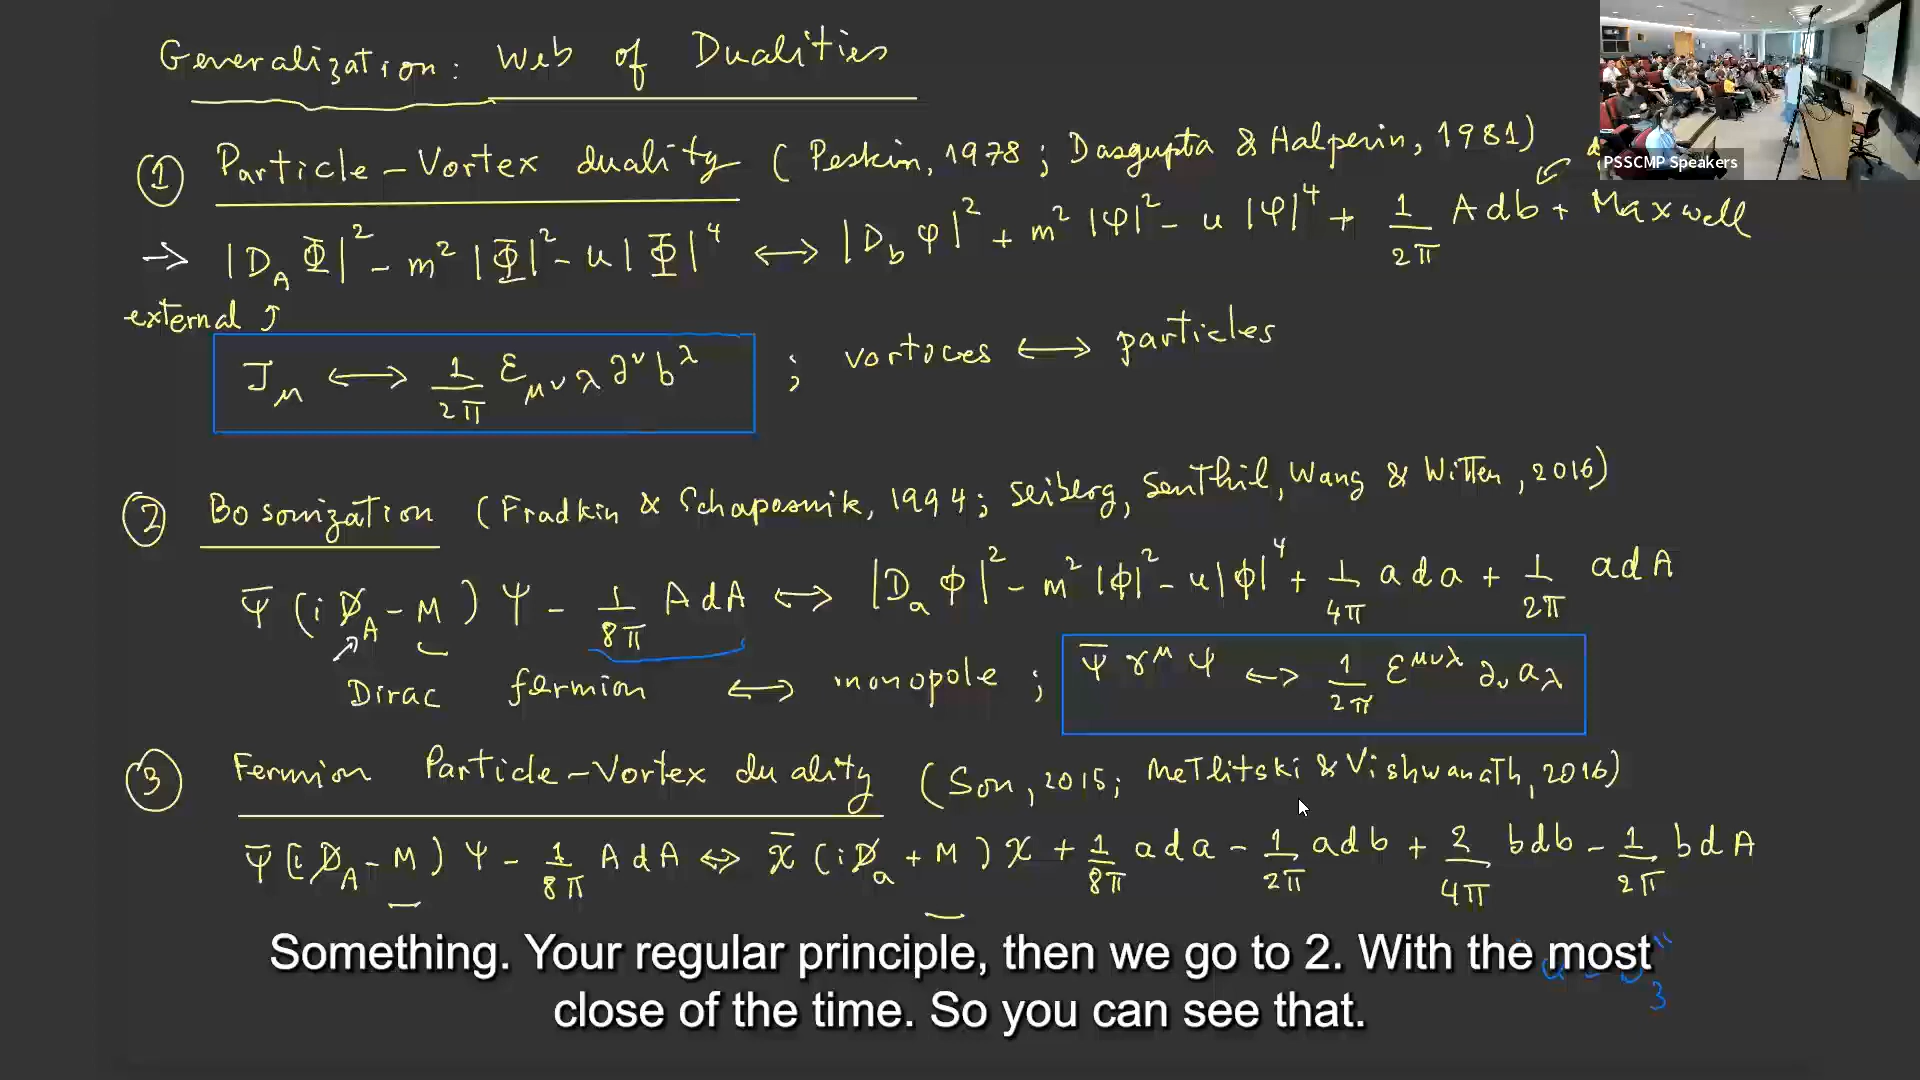 Generalization: Web of Dualities
① Particle-Vortex duality (Peskin, 1978; Dasgupta & Halperin, 1981)
→ |D_A Φ|² - m² |Φ|² - u |Φ|⁴ ⟷ |D_b φ|² + m² |φ|² - u |φ|⁴ + 1/2π Adb + Maxwell
external
J_μ ⟷ 1/2π ε_μνλ ∂^ν b^λ ; vortices ⟷ particles
② Bosonization (Fradkin & Schaposnik, 1994; Seiberg, Senthil, Wang & Witten, 2016)
Ψ̄ (i D̸_A - M) Ψ - 1/8π AdA ⟷ |D_a ϕ|² - m² |ϕ|² - u |ϕ|⁴ + 1/4π ada + 1/2π adA
Dirac fermion ⟷ monopole ; Ψ̄ γ^μ Ψ ⟷ 1/2π ε^μνλ ∂_ν a_λ
③ Fermion Particle-Vortex duality (Son, 2015; Metlitski & Vishwanath, 2016)
Ψ̄ [i D̸_A - M) Ψ - 1/8π AdA ⟷ χ̄ (i D̸_a + M) χ + 1/8π ada - 1/2π adb + 2/4π bdb - 1/2π bdA
Something. Your regular principle, then we go to 2. With the most
close of the time. So you can see that.
PSSCMP Speakers